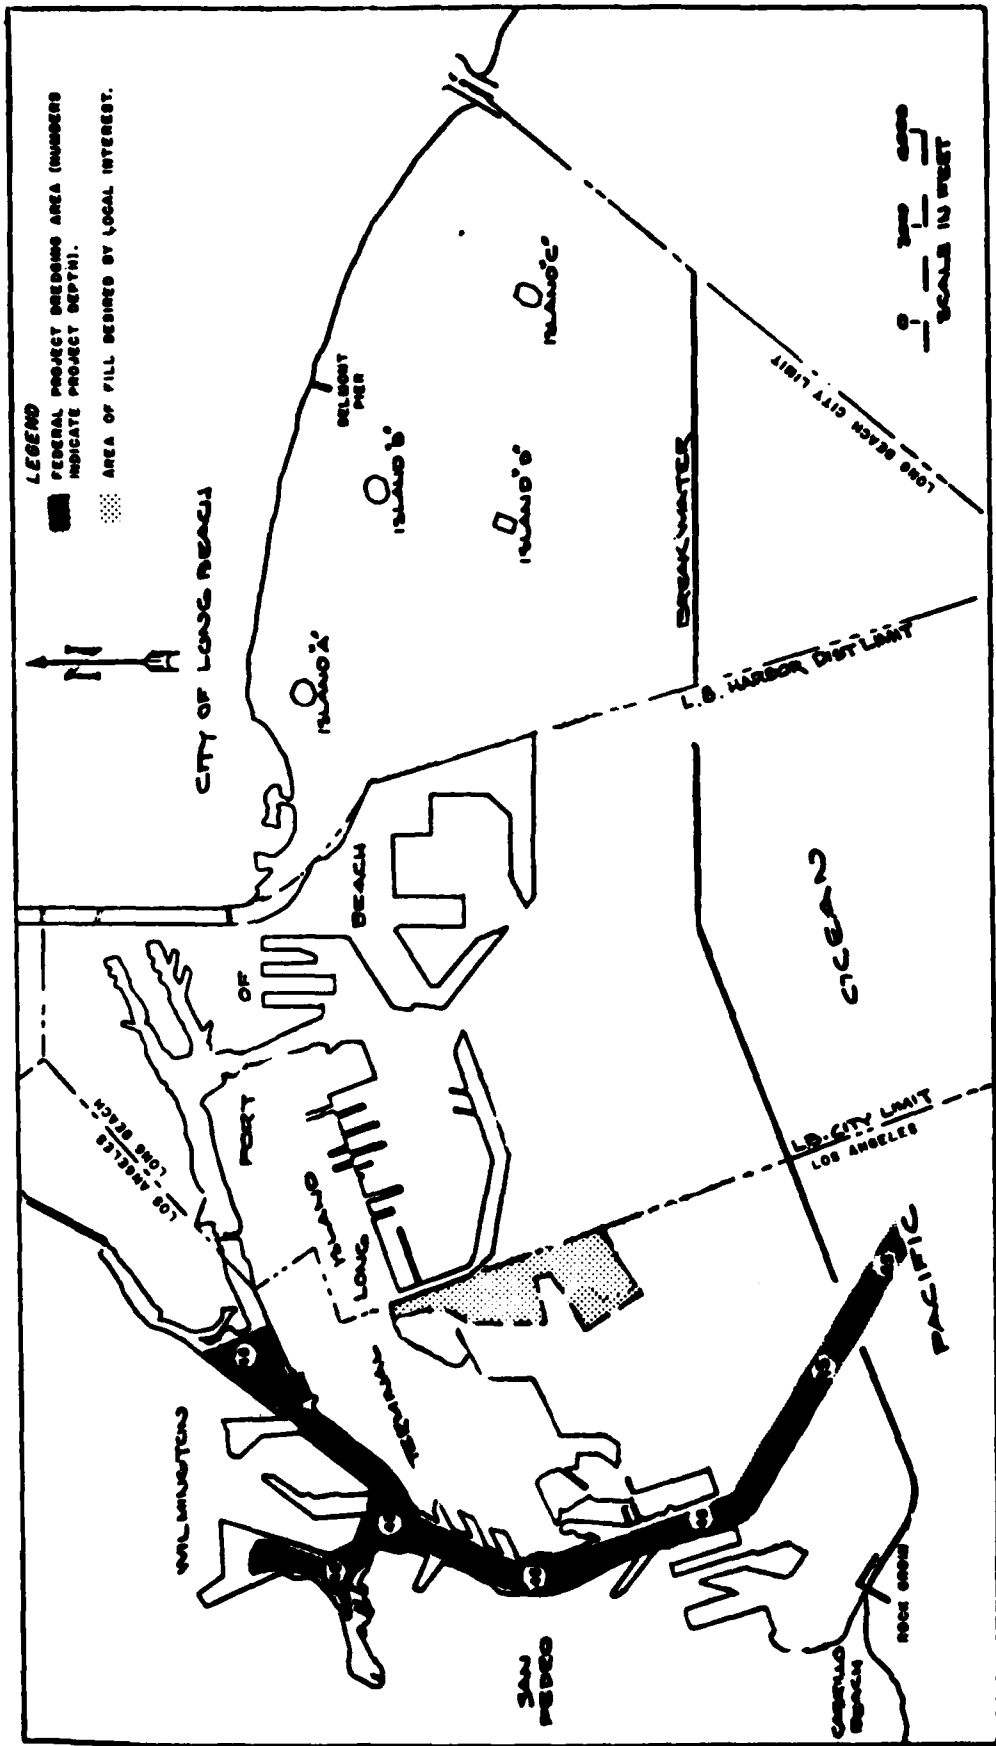 LEGEND
FEDERAL PROJECT DREDGING AREA (NUMBERS
INDICATE PROJECT DEPTH).
AREA OF FILL DESIRED BY LOCAL INTEREST.
N
CITY OF LONG BEACH
WILMINGTON
LOS ANGELES
LONG BEACH
PORT
OF
LONG
BEACH
TERMINAL
ISLAND
ISLAND "A"
ISLAND "B"
BELMONT
PIER
ISLAND "D"
ISLAND "C"
SAN
PEDRO
BREAKWATER
L.B. HARBOR DIST LIMIT
LONG BEACH CITY LIMIT
L.B. CITY LIMIT
LOS ANGELES
PACIFIC
OCEAN
CABRILLO
BEACH
ROCK GROIN
0
SCALE IN FEET